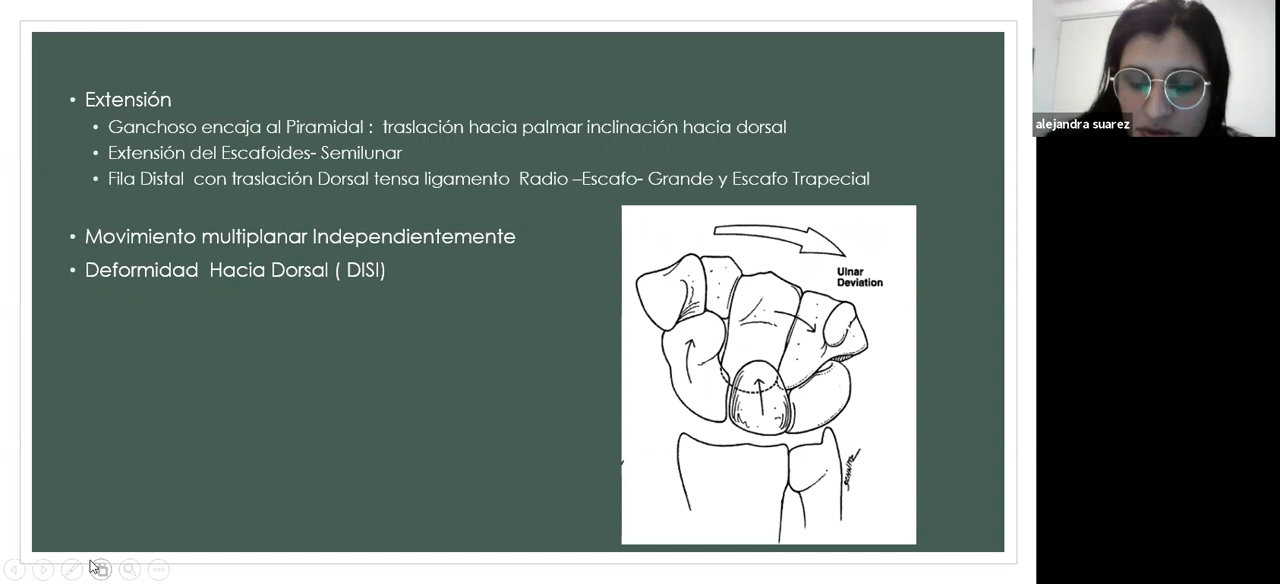 Extensión
Ganchoso encaja al Piramidal : traslación hacia palmar inclinación hacia dorsal
Extensión del Escafoides- Semilunar
Fila Distal con traslación Dorsal tensa ligamento Radio –Escafo- Grande y Escafo Trapecial
Movimiento multiplanar Independientemente
Deformidad Hacia Dorsal ( DISI)
Ulnar
Deviation
alejandra suarez